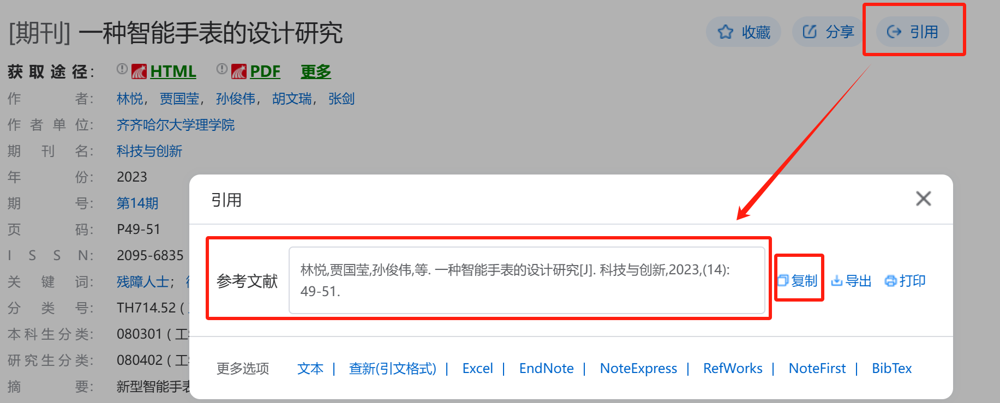 [期刊] 一种智能手表的设计研究
收藏 分享 引用
获取途径: HTML PDF 更多
作者: 林悦, 贾国莹, 孙俊伟, 胡文瑞, 张剑
作者单位: 齐齐哈尔大学理学院
期刊名: 科技与创新
年份: 2023
期号: 第14期
页码: P49-51
ISSN: 2095-6835
关键词: 残障人士;
分类号: TH714.52 (
本科生分类: 080301 (
研究生分类: 080402 (
摘要: 新型智能手表
引用
参考文献
林悦,贾国莹,孙俊伟,等. 一种智能手表的设计研究[J]. 科技与创新,2023,(14):
49-51.
复制 导出 打印
更多选项 文本 | 查新(引文格式) | Excel | EndNote | NoteExpress | RefWorks | NoteFirst | BibTex